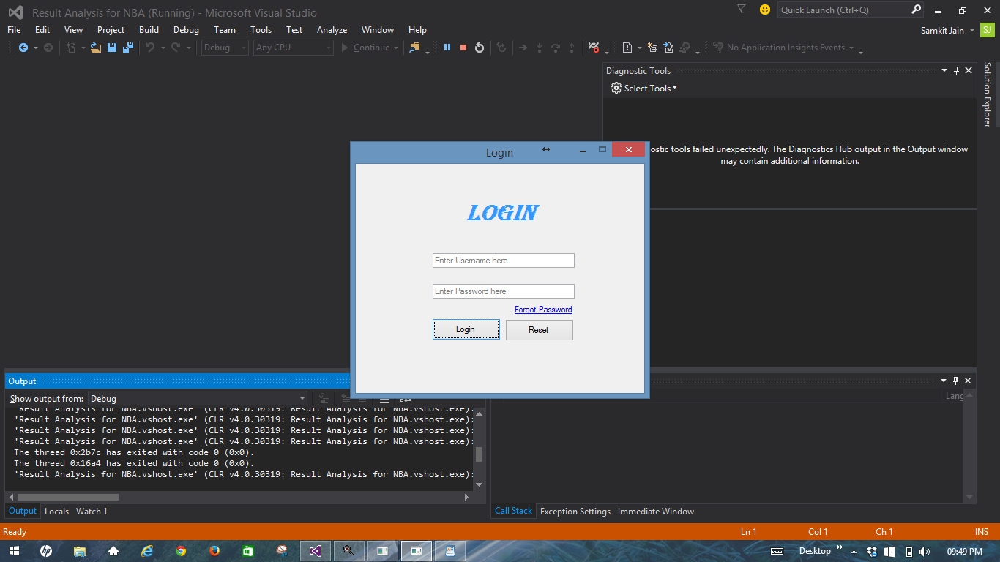 Result Analysis for NBA (Running) - Microsoft Visual Studio
Quick Launch (Ctrl+Q)
File Edit View Project Build Debug Team Tools Test Analyze Window Help
Samkit Jain SJ
Debug Any CPU Continue No Application Insights Events
Diagnostic Tools
Select Tools
Solution Explorer
ostic tools failed unexpectedly. The Diagnostics Hub output in the Output window
may contain additional information.
Login
LOGIN
Enter Username here
Enter Password here
Forgot Password
Login Reset
Output
Show output from: Debug
Lang
'Result Analysis for NBA.vshost.exe' (CLR v4.0.30319: Result Analysis for NBA.vshost.exe):
'Result Analysis for NBA.vshost.exe' (CLR v4.0.30319: Result Analysis for NBA.vshost.exe):
'Result Analysis for NBA.vshost.exe' (CLR v4.0.30319: Result Analysis for NBA.vshost.exe):
'Result Analysis for NBA.vshost.exe' (CLR v4.0.30319: Result Analysis for NBA.vshost.exe):
The thread 0x2b7c has exited with code 0 (0x0).
The thread 0x16a4 has exited with code 0 (0x0).
'Result Analysis for NBA.vshost.exe' (CLR v4.0.30319: Result Analysis for NBA.vshost.exe):
Output Locals Watch 1
Call Stack Exception Settings Immediate Window
Ready Ln 1 Col 1 Ch 1 INS
hp Desktop 09:49 PM